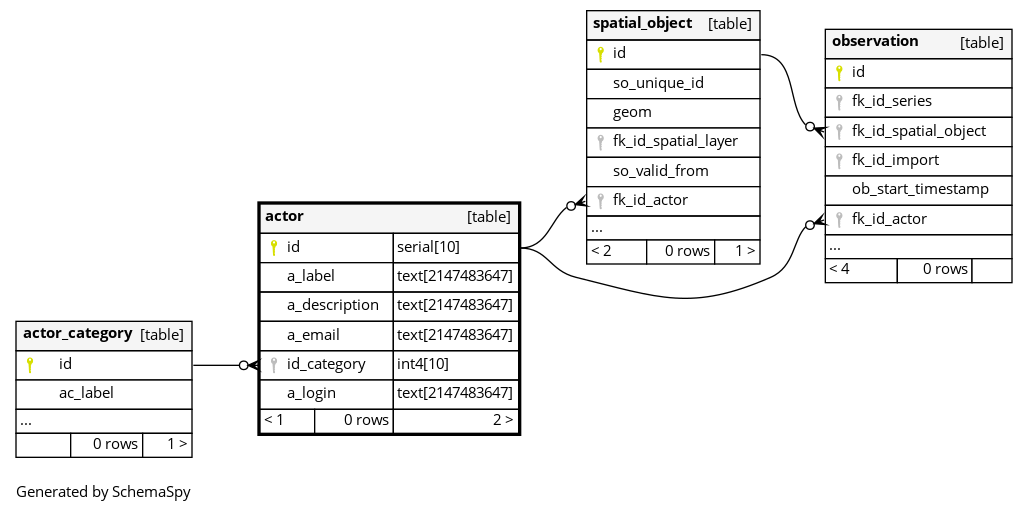 spatial_object [table]
id
so_unique_id
geom
fk_id_spatial_layer
so_valid_from
fk_id_actor
...
< 2 0 rows 1 >
observation [table]
id
fk_id_series
fk_id_spatial_object
fk_id_import
ob_start_timestamp
fk_id_actor
...
< 4 0 rows
actor [table]
id serial[10]
a_label text[2147483647]
a_description text[2147483647]
a_email text[2147483647]
id_category int4[10]
a_login text[2147483647]
< 1 0 rows 2 >
actor_category [table]
id
ac_label
...
0 rows 1 >
Generated by SchemaSpy